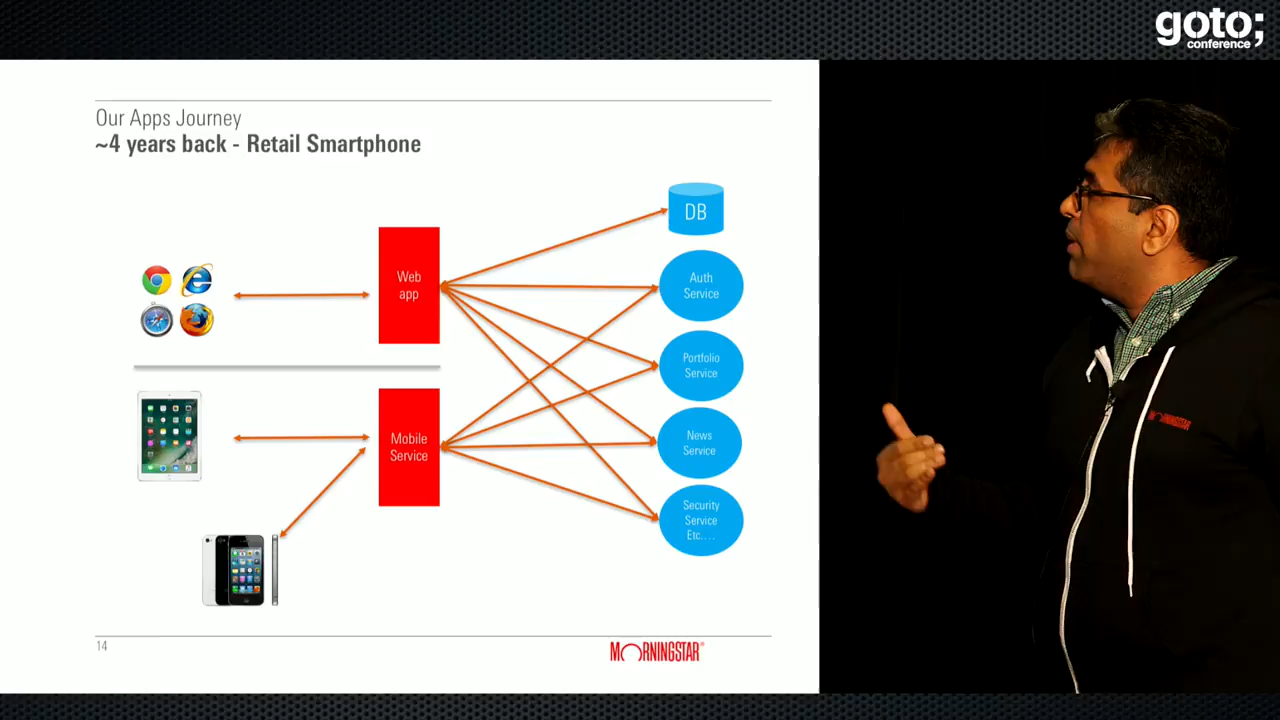 goto;
conference
Our Apps Journey
~4 years back - Retail Smartphone
DB
Web
app
Auth
Service
Portfolio
Service
Mobile
Service
News
Service
Security
Service
Etc....
14
MORNINGSTAR®
MORNINGSTAR